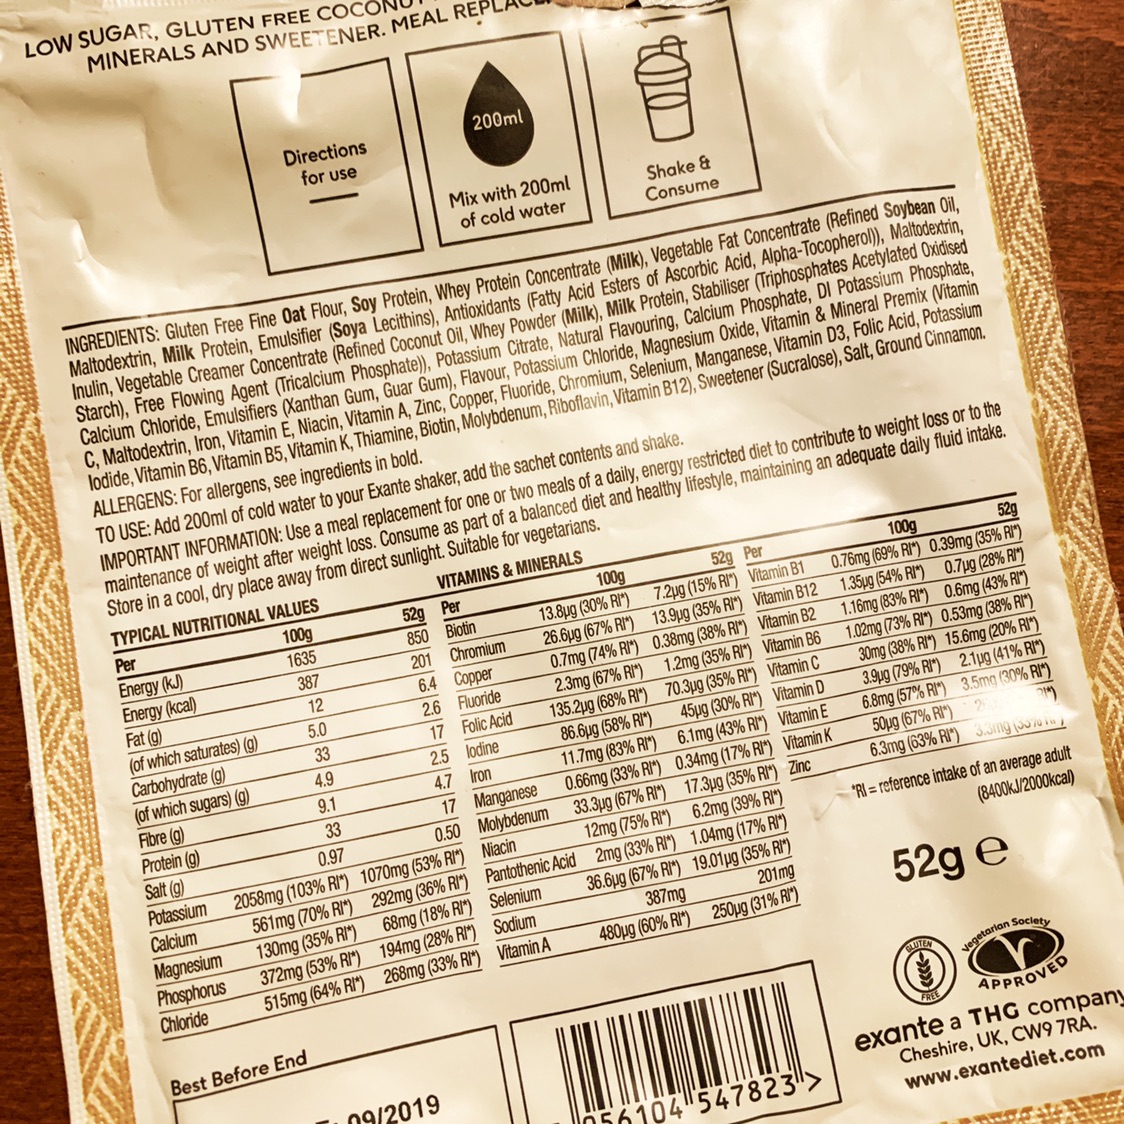 LOW SUGAR, GLUTEN FREE
MINERALS AND SWEETENER. MEAL
Directions
for use
200ml
Mix with 200ml
of cold water
Shake &
Consume
INGREDIENTS: Gluten Free Fine Oat Flour, Soy Protein, Whey Protein Concentrate (Milk), Vegetable Fat Concentrate (Refined Soybean Oil,
Maltodextrin, Milk Protein, Emulsifier (Soya Lecithins), Antioxidants (Fatty Acid Esters of Ascorbic Acid, Alpha-Tocopherol)), Maltodextrin,
Inulin, Vegetable Creamer Concentrate (Refined Coconut Oil, Whey Powder (Milk), Milk Protein, Stabiliser (Triphosphates Acetylated Oxidised
Starch), Free Flowing Agent (Tricalcium Phosphate)), Potassium Citrate, Natural Flavouring, Calcium Phosphate, DI Potassium Phosphate,
Calcium Chloride, Emulsifiers (Xanthan Gum, Guar Gum), Flavour, Potassium Chloride, Magnesium Oxide, Vitamin & Mineral Premix (Vitamin
C, Maltodextrin, Iron, Vitamin E, Niacin, Vitamin A, Zinc, Copper, Fluoride, Chromium, Selenium, Manganese, Vitamin D3, Folic Acid, Potassium
Iodide, Vitamin B6, Vitamin B5, Vitamin K, Thiamine, Biotin, Molybdenum, Riboflavin, Vitamin B12), Sweetener (Sucralose), Salt, Ground Cinnamon.
ALLERGENS: For allergens, see ingredients in bold.
TO USE: Add 200ml of cold water to your Exante shaker, add the sachet contents and shake.
IMPORTANT INFORMATION: Use a meal replacement for one or two meals of a daily, energy restricted diet to contribute to weight loss or to the
maintenance of weight after weight loss. Consume as part of a balanced diet and healthy lifestyle, maintaining an adequate daily fluid intake.
Store in a cool, dry place away from direct sunlight. Suitable for vegetarians.
TYPICAL NUTRITIONAL VALUES
Per 100g 52g
Energy (kJ) 1635 850
Energy (kcal) 387 201
Fat (g) 12 6.4
(of which saturates) (g) 5.0 2.6
Carbohydrate (g) 33 17
(of which sugars) (g) 4.9 2.5
Fibre (g) 9.1 4.7
Protein (g) 33 17
Salt (g) 0.97 0.50
Potassium 2058mg (103% RI*) 1070mg (53% RI*)
Calcium 561mg (70% RI*) 292mg (36% RI*)
Magnesium 130mg (35% RI*) 68mg (18% RI*)
Phosphorus 372mg (53% RI*) 194mg (28% RI*)
Chloride 515mg (64% RI*) 268mg (33% RI*)
VITAMINS & MINERALS
Per 100g 52g
Biotin 13.8µg (30% RI*) 7.2µg (15% RI*)
Chromium 26.6µg (67% RI*) 13.9µg (35% RI*)
Copper 0.7mg (74% RI*) 0.38mg (38% RI*)
Fluoride 2.3mg (67% RI*) 1.2mg (35% RI*)
Folic Acid 135.2µg (68% RI*) 70.3µg (35% RI*)
Iodine 86.6µg (58% RI*) 45µg (30% RI*)
Iron 11.7mg (83% RI*) 6.1mg (43% RI*)
Manganese 0.66mg (33% RI*) 0.34mg (17% RI*)
Molybdenum 33.3µg (67% RI*) 17.3µg (35% RI*)
Niacin 12mg (75% RI*) 6.2mg (39% RI*)
Pantothenic Acid 2mg (33% RI*) 1.04mg (17% RI*)
Selenium 36.6µg (67% RI*) 19.01µg (35% RI*)
Sodium 387mg 201mg
Vitamin A 480µg (60% RI*) 250µg (31% RI*)
Per 100g 52g
Vitamin B1 0.76mg (69% RI*) 0.39mg (35% RI*)
Vitamin B12 1.35µg (54% RI*) 0.7µg (28% RI*)
Vitamin B2 1.16mg (83% RI*) 0.6mg (43% RI*)
Vitamin B6 1.02mg (73% RI*) 0.53mg (38% RI*)
Vitamin C 30mg (38% RI*) 15.6mg (20% RI*)
Vitamin D 3.9µg (79% RI*) 2.1µg (41% RI*)
Vitamin E 6.8mg (57% RI*) 3.5mg (30% RI*)
Vitamin K 50µg (67% RI*)
Zinc 6.3mg (63% RI*) 3.3mg (33% RI*)
*RI = reference intake of an average adult
(8400kJ/2000kcal)
52g e
GLUTEN
FREE
Vegetarian Society
APPROVED
exante a THG company
Cheshire, UK, CW9 7RA.
www.exantediet.com
Best Before End
09/2019
056104 547823 >